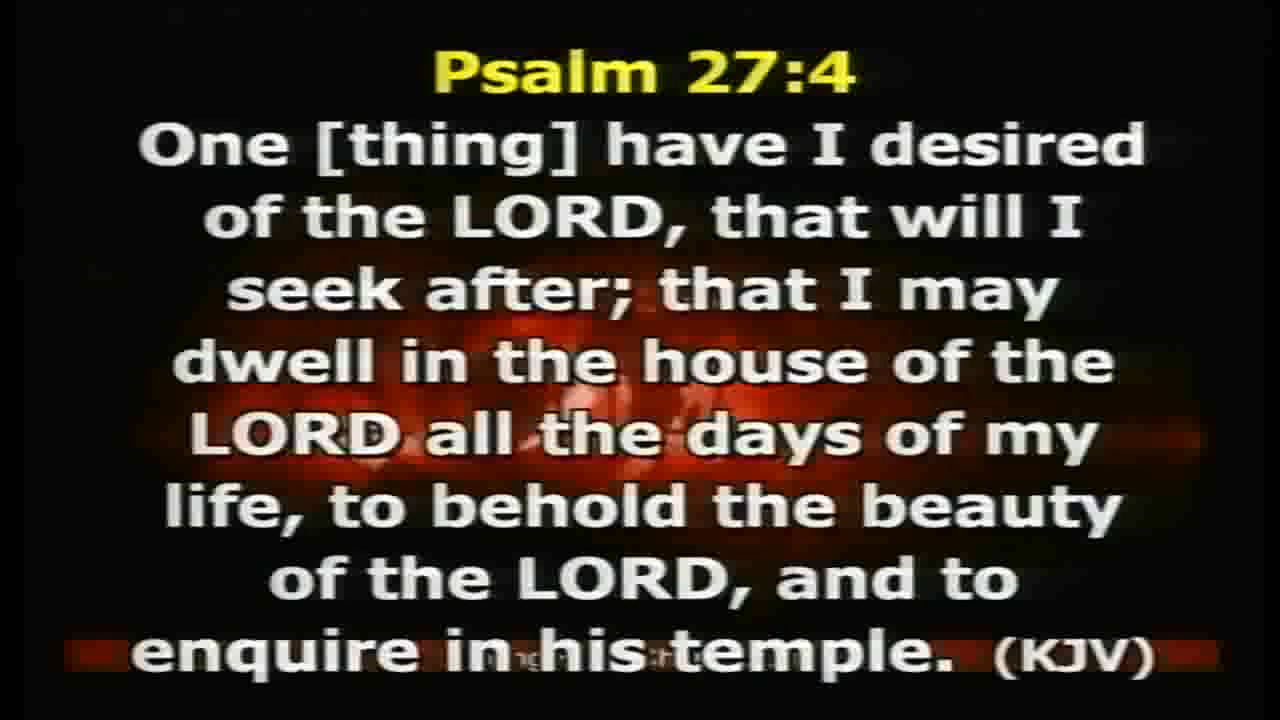 Psalm 27:4
One [thing] have I desired
of the LORD, that will I
seek after; that I may
dwell in the house of the
LORD all the days of my
life, to behold the beauty
of the LORD, and to
enquire in his temple. (KJV)